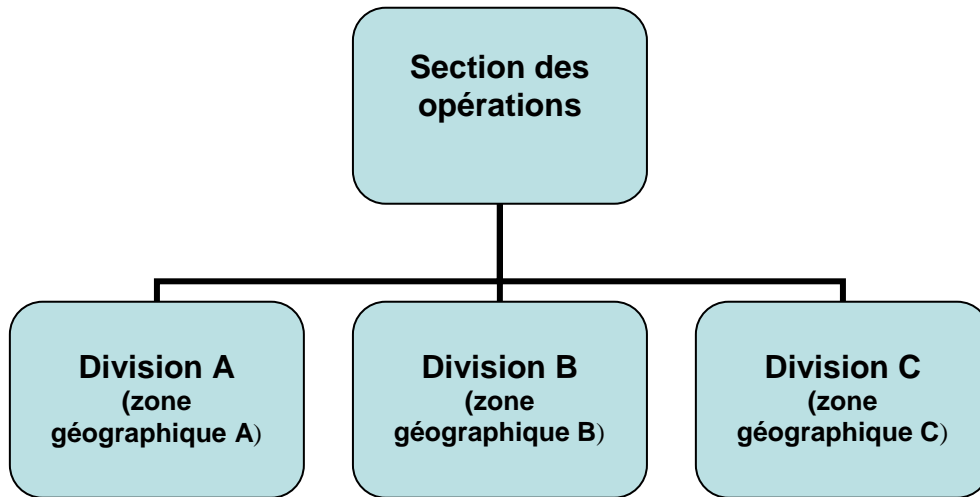 Section des
opérations
Division A
(zone
géographique A)
Division B
(zone
géographique B)
Division C
(zone
géographique C)